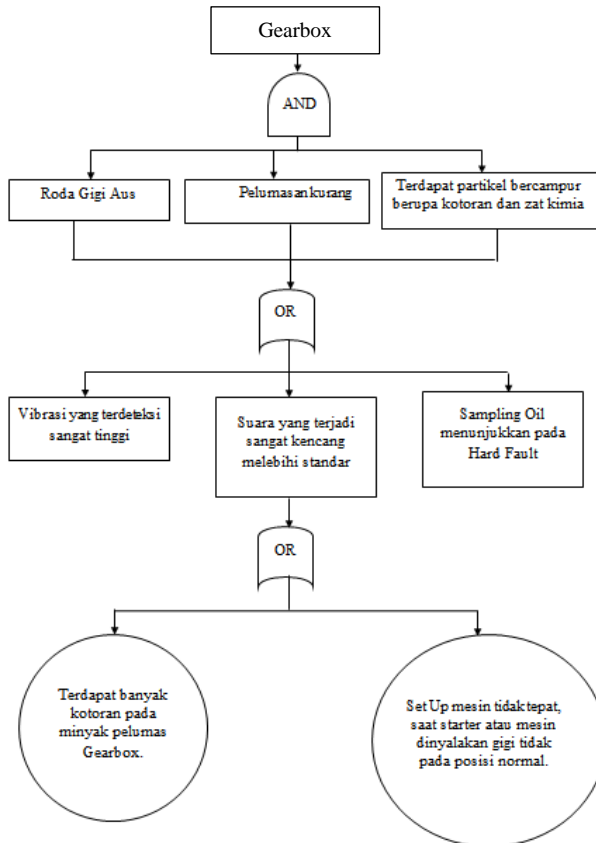 Gearbox
AND
Roda Gigi Aus
Pelumasankurang
Terdapat partikel bercampur
berupa kotoran dan zat kimia
OR
Vibrasi yang terdeteksi
sangat tinggi
Suara yang terjadi
sangat kencang
melebihi standar
Sampling Oil
menunjukkan pada
Hard Fault
OR
Terdapat banyak
kotoran pada
minyak pelumas
Gearbox.
Set Up mesin tidak tepat,
saat starter atau mesin
dinyalakan gigi tidak
pada posisi normal.